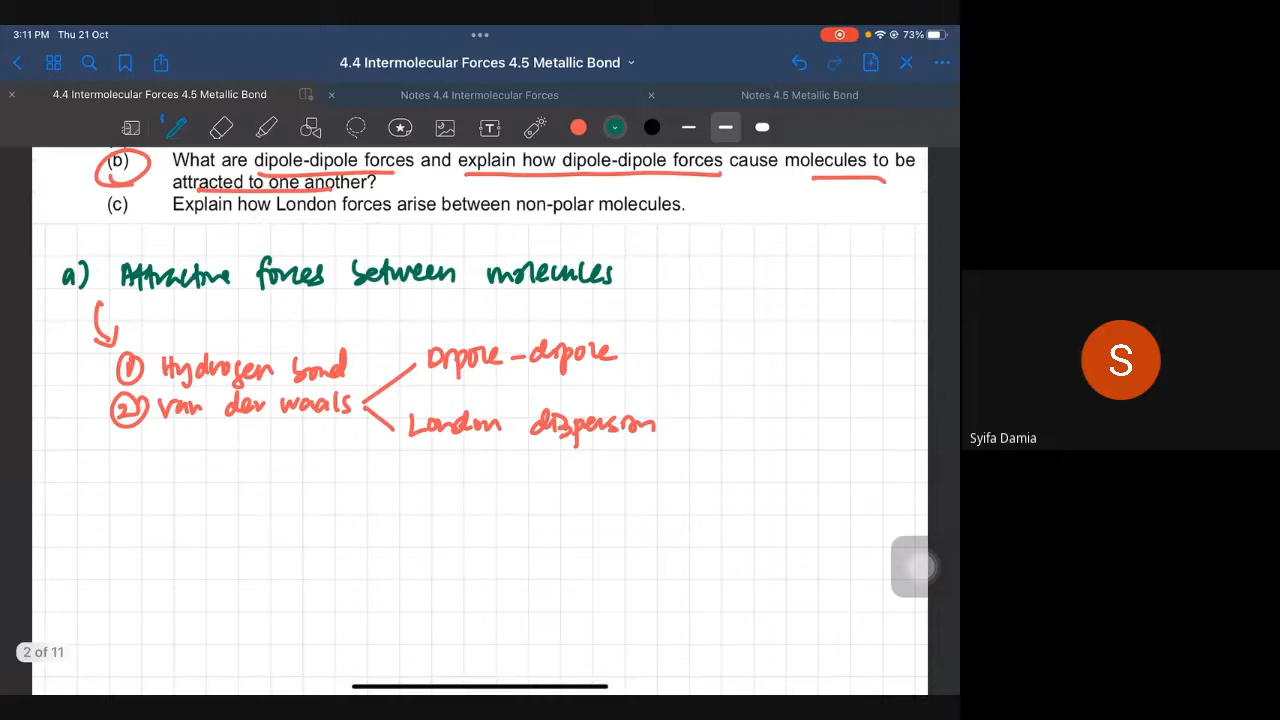 3:11 PM Thu 21 Oct
73%
4.4 Intermolecular Forces 4.5 Metallic Bond
4.4 Intermolecular Forces 4.5 Metallic Bond
Notes 4.4 Intermolecular Forces
Notes 4.5 Metallic Bond
(b) What are dipole-dipole forces and explain how dipole-dipole forces cause molecules to be
attracted to one another?
(c) Explain how London forces arise between non-polar molecules.
a) Attractive forces between molecules
① Hydrogen bond
Dipole-dipole
② van der waals
London dispersion
2 of 11
S
Syifa Damia